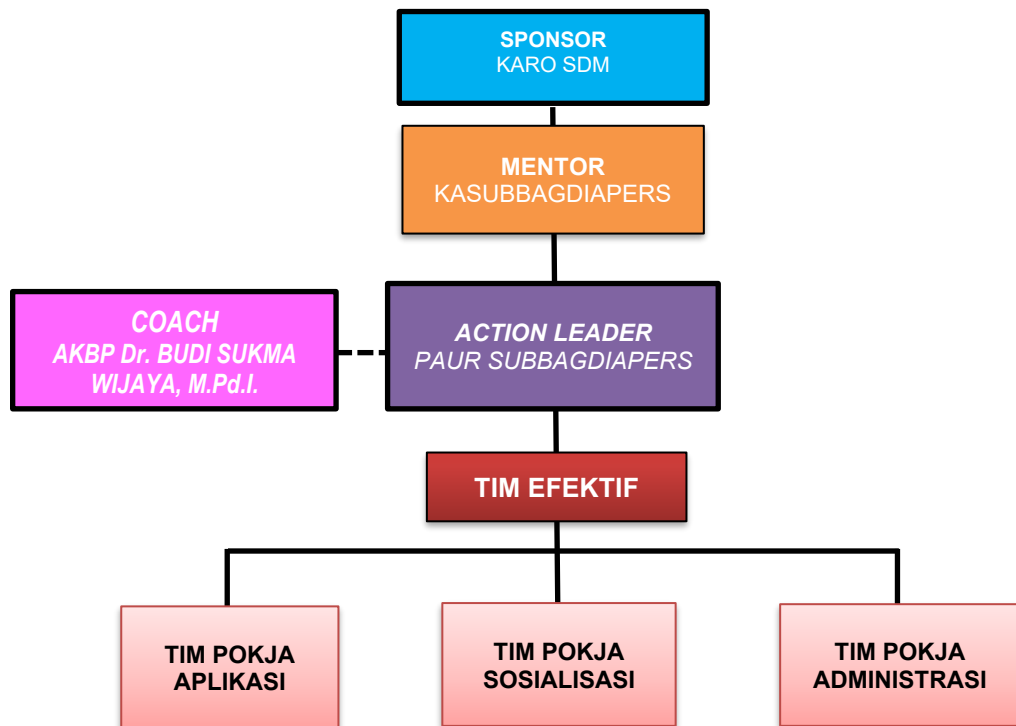 SPONSOR
KARO SDM
MENTOR
KASUBBAGDIAPERS
COACH
AKBP Dr. BUDI SUKMA
WIJAYA, M.Pd.I.
ACTION LEADER
PAUR SUBBAGDIAPERS
TIM EFEKTIF
TIM POKJA
APLIKASI
TIM POKJA
SOSIALISASI
TIM POKJA
ADMINISTRASI